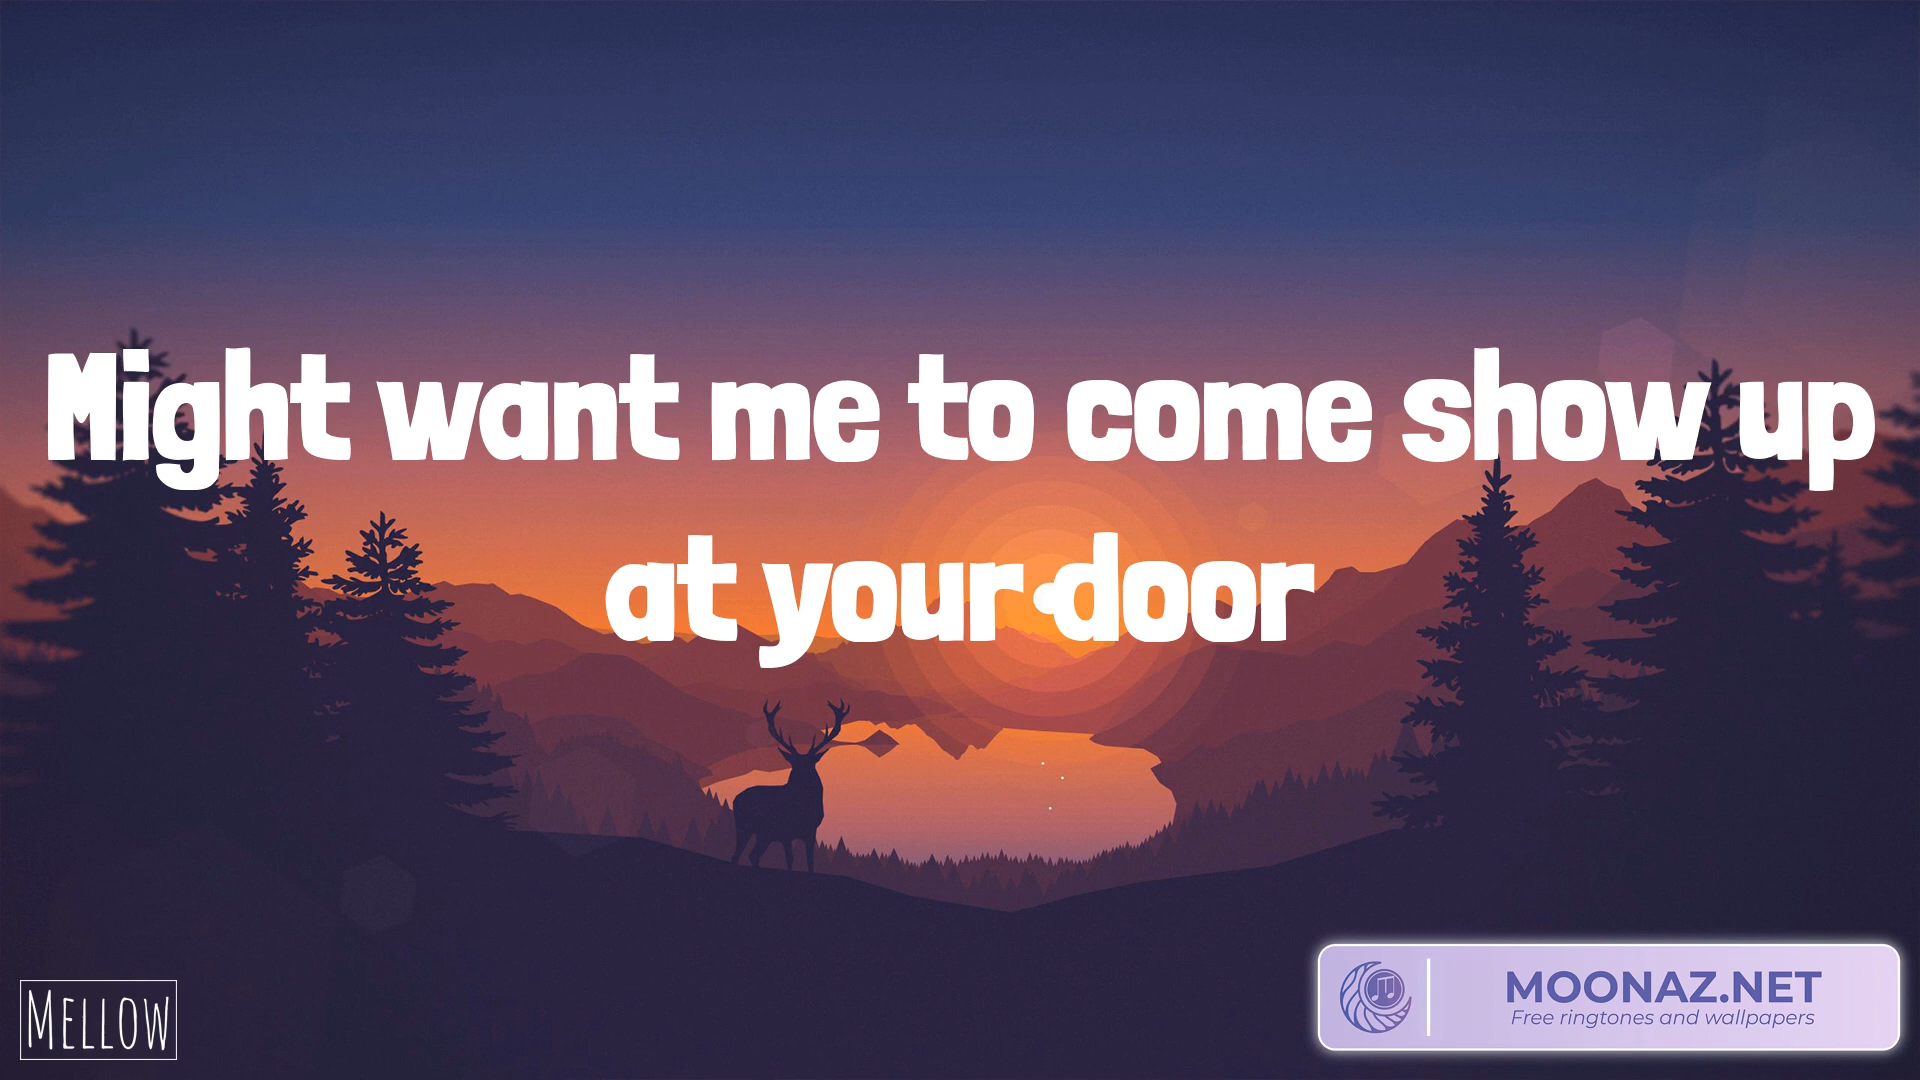 Might want me to come show up
at your door
MELLOW
MOONAZ.NET
Free ringtones and wallpapers